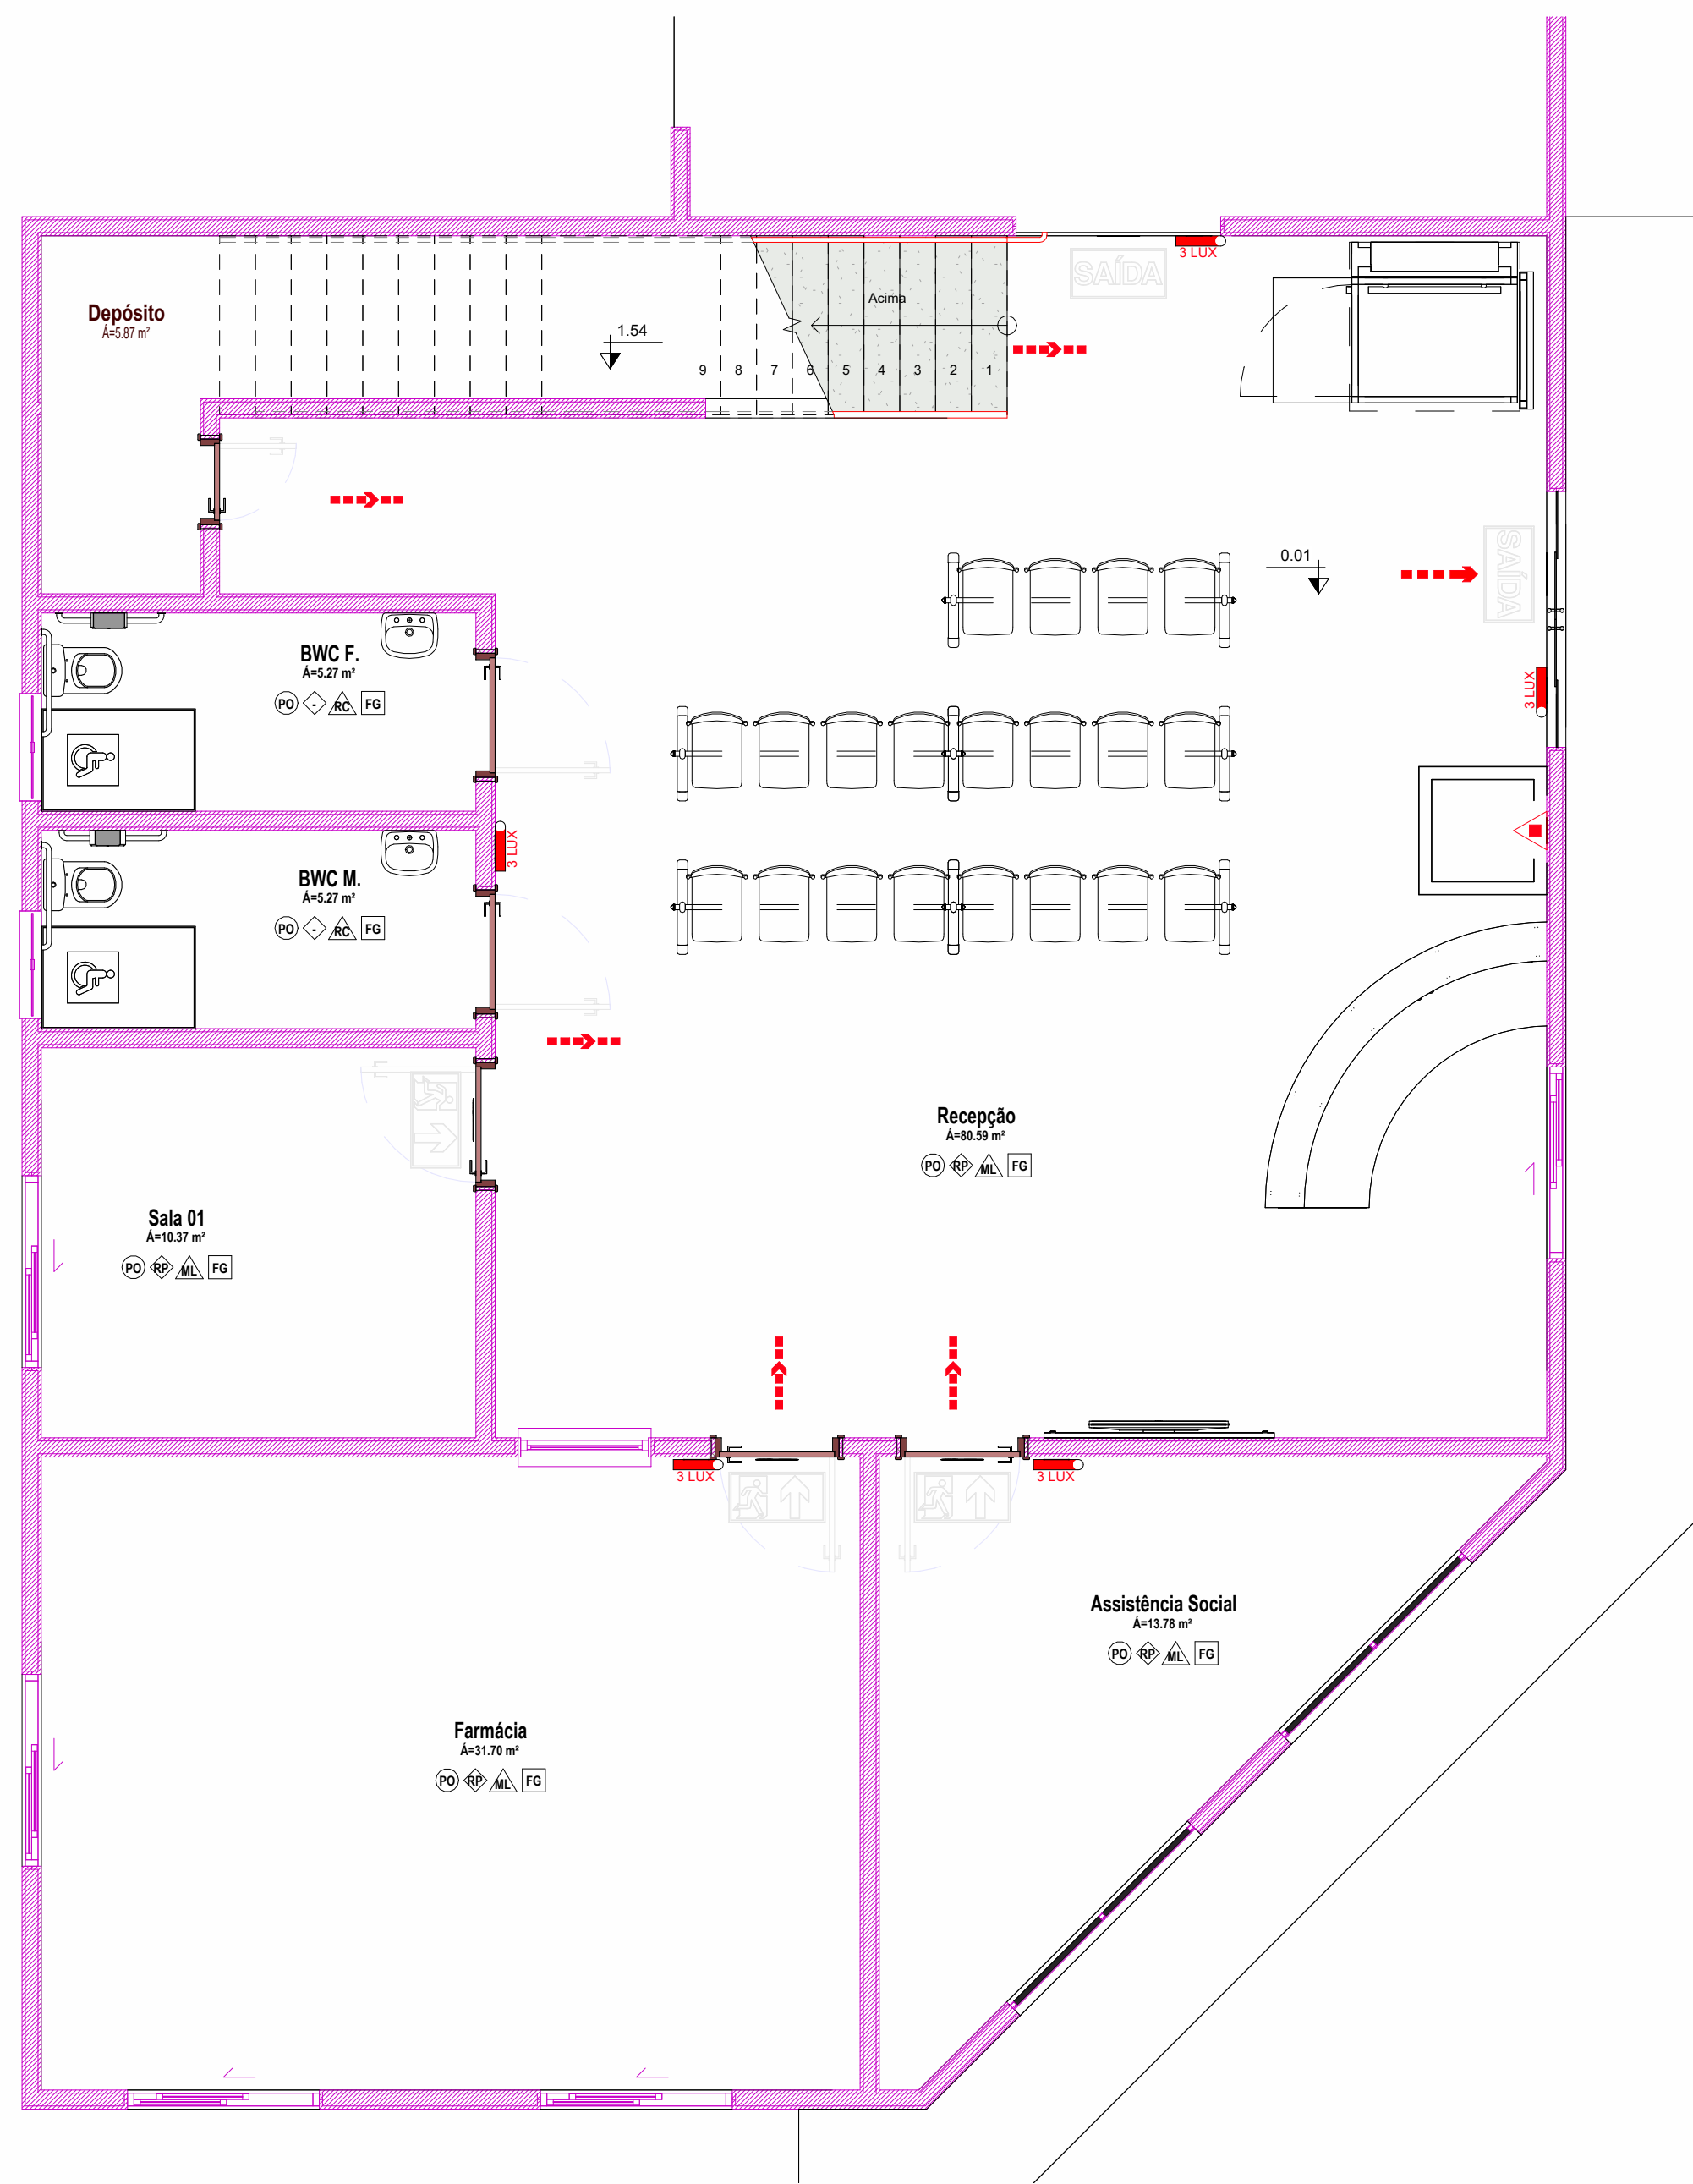 3 LUX
SAÍDA
Acima
Depósito
Á=5.87 m²
1.54
9 8 7 6 5 4 3 2 1
0.01
SAÍDA
BWC F.
Á=5.27 m²
PO - RC FG
3 LUX
3 LUX
BWC M.
Á=5.27 m²
PO - RC FG
Recepção
Á=80.59 m²
PO RP ML FG
Sala 01
Á=10.37 m²
PO RP ML FG
3 LUX
3 LUX
Assistência Social
Á=13.78 m²
PO RP ML FG
Farmácia
Á=31.70 m²
PO RP ML FG